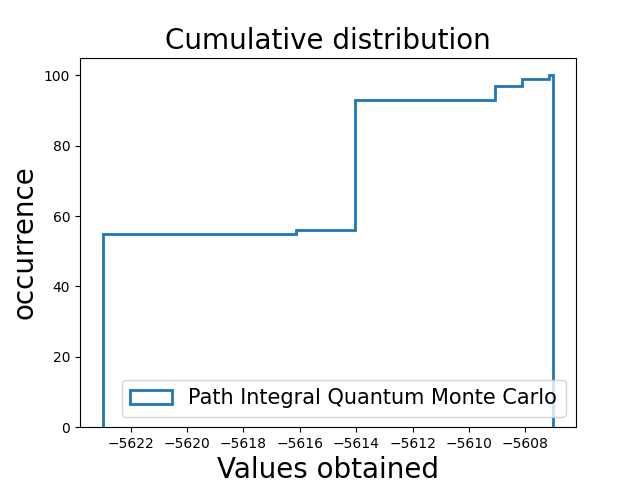 Cumulative distribution
occurrence
100
80
60
40
20
0
Path Integral Quantum Monte Carlo
−5622 −5620 −5618 −5616 −5614 −5612 −5610 −5608
Values obtained